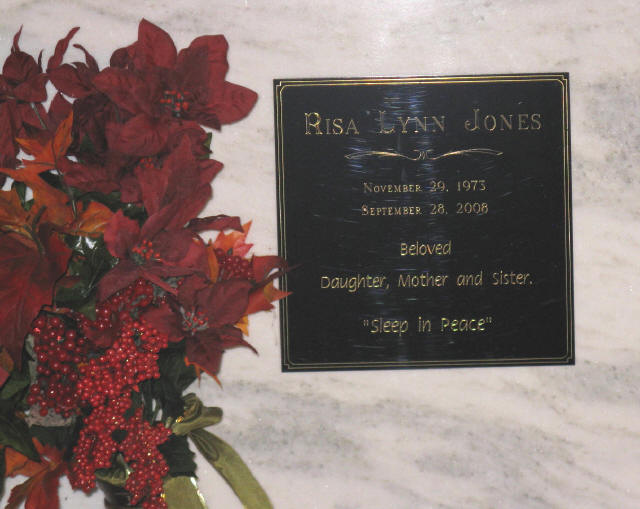 Risa Lynn Jones
November 29, 1973
September 28, 2008
Beloved
Daughter, Mother and Sister.
"Sleep in Peace"